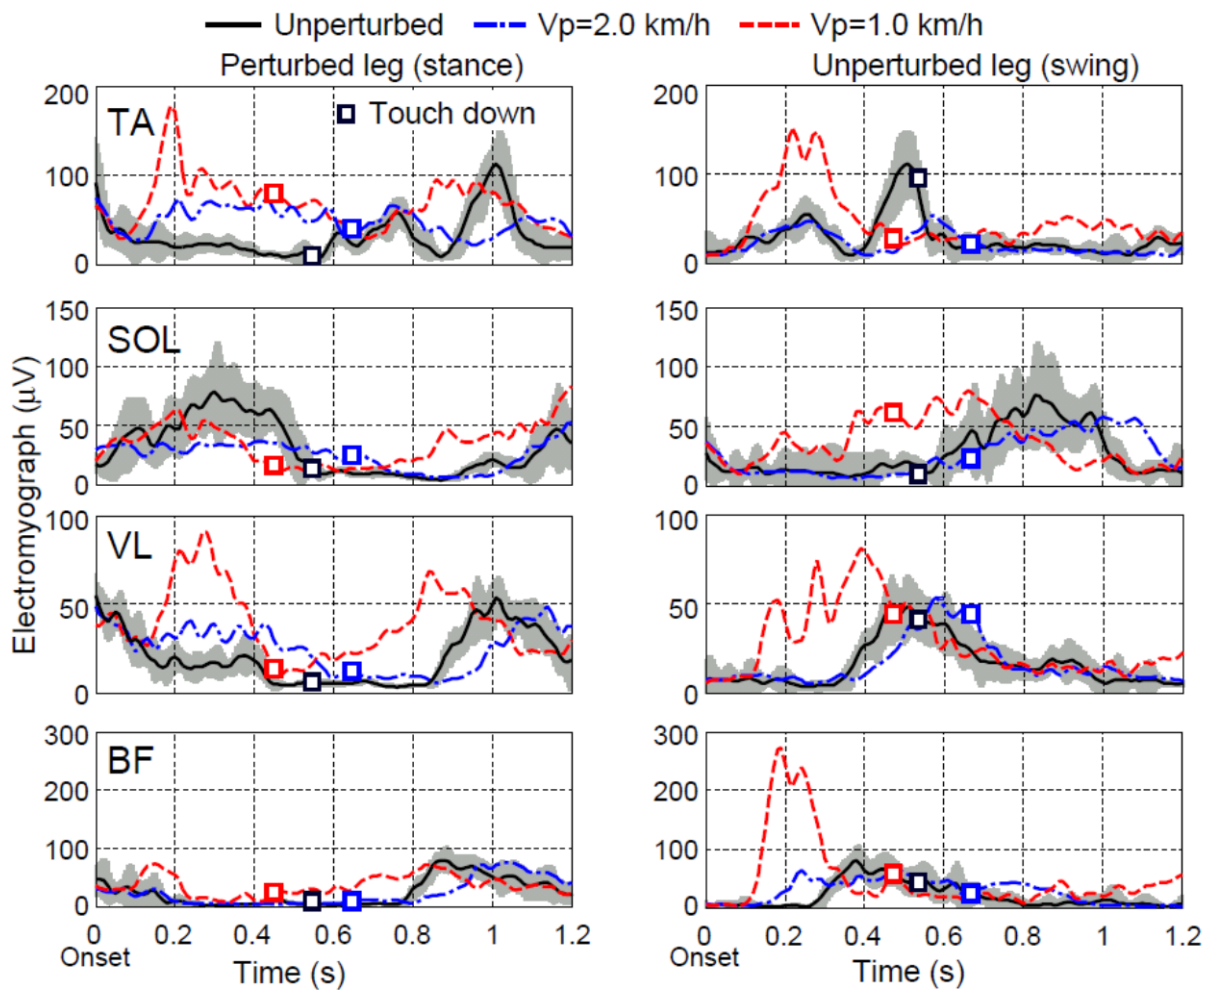 Unperturbed Vp=2.0 km/h Vp=1.0 km/h
Perturbed leg (stance) Unperturbed leg (swing)
200 TA Touch down 200
100 100
0 0
150 SOL 150
100 100
50 50
0 0
Electromyograph (μV)
100 VL 100
50 50
0 0
300 BF 300
200 200
100 100
0 0
0 0.2 0.4 0.6 0.8 1 1.2 0 0.2 0.4 0.6 0.8 1 1.2
Onset Time (s) Onset Time (s)